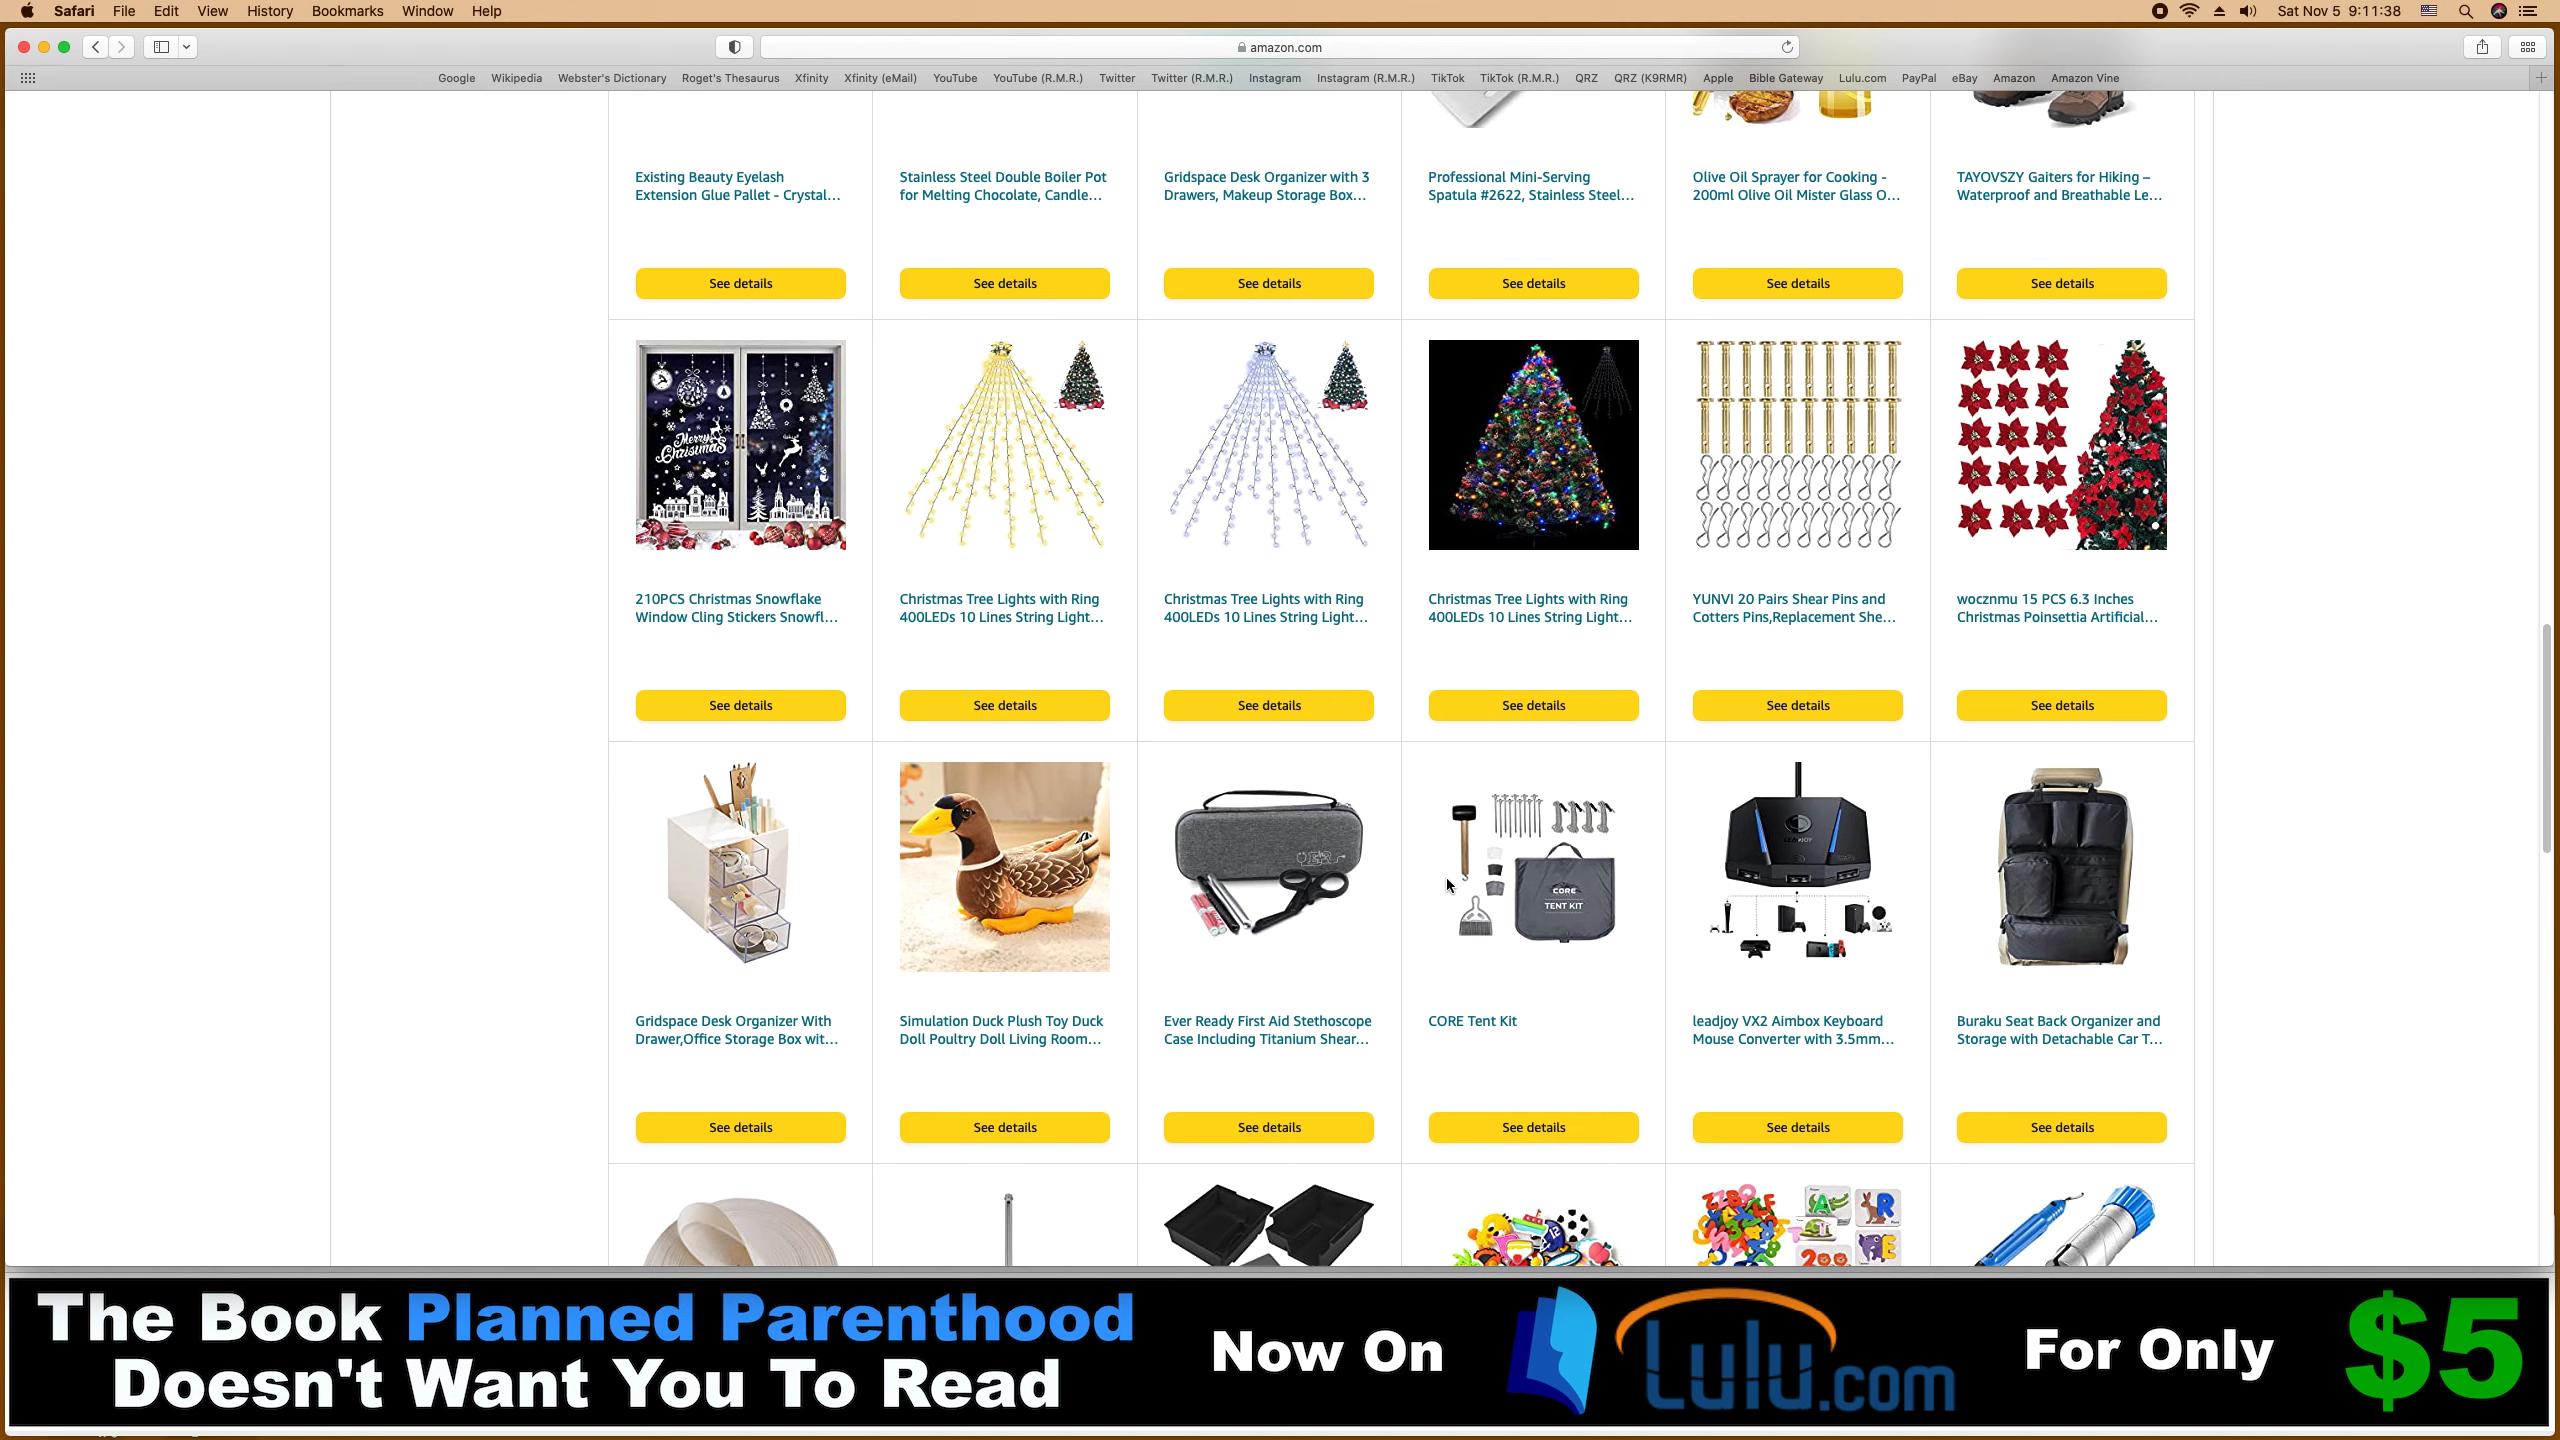 Safari File Edit View History Bookmarks Window Help
Sat Nov 5 9:11:38
amazon.com
Google Wikipedia Webster's Dictionary Roget's Thesaurus Xfinity Xfinity (eMail) YouTube YouTube (R.M.R.) Twitter Twitter (R.M.R.) Instagram Instagram (R.M.R.) TikTok TikTok (R.M.R.) QRZ QRZ (K9RMR) Apple Bible Gateway Lulu.com PayPal eBay Amazon Amazon Vine
Existing Beauty Eyelash
Extension Glue Pallet - Crystal...
Stainless Steel Double Boiler Pot
for Melting Chocolate, Candle...
Gridspace Desk Organizer with 3
Drawers, Makeup Storage Box...
Professional Mini-Serving
Spatula #2622, Stainless Steel...
Olive Oil Sprayer for Cooking -
200ml Olive Oil Mister Glass O...
TAYOVSZY Gaiters for Hiking –
Waterproof and Breathable Le...
See details See details See details See details See details See details
Merry
Christmas
210PCS Christmas Snowflake
Window Cling Stickers Snowfl...
Christmas Tree Lights with Ring
400LEDs 10 Lines String Light...
Christmas Tree Lights with Ring
400LEDs 10 Lines String Light...
Christmas Tree Lights with Ring
400LEDs 10 Lines String Light...
YUNVI 20 Pairs Shear Pins and
Cotters Pins,Replacement She...
wocznmu 15 PCS 6.3 Inches
Christmas Poinsettia Artificial...
See details See details See details See details See details See details
CORE
TENT KIT
Gridspace Desk Organizer With
Drawer,Office Storage Box wit...
Simulation Duck Plush Toy Duck
Doll Poultry Doll Living Room...
Ever Ready First Aid Stethoscope
Case Including Titanium Shear...
CORE Tent Kit
leadjoy VX2 Aimbox Keyboard
Mouse Converter with 3.5mm...
Buraku Seat Back Organizer and
Storage with Detachable Car T...
See details See details See details See details See details See details
The Book Planned Parenthood
Doesn't Want You To Read
Now On
Lulu.com
For Only
$5